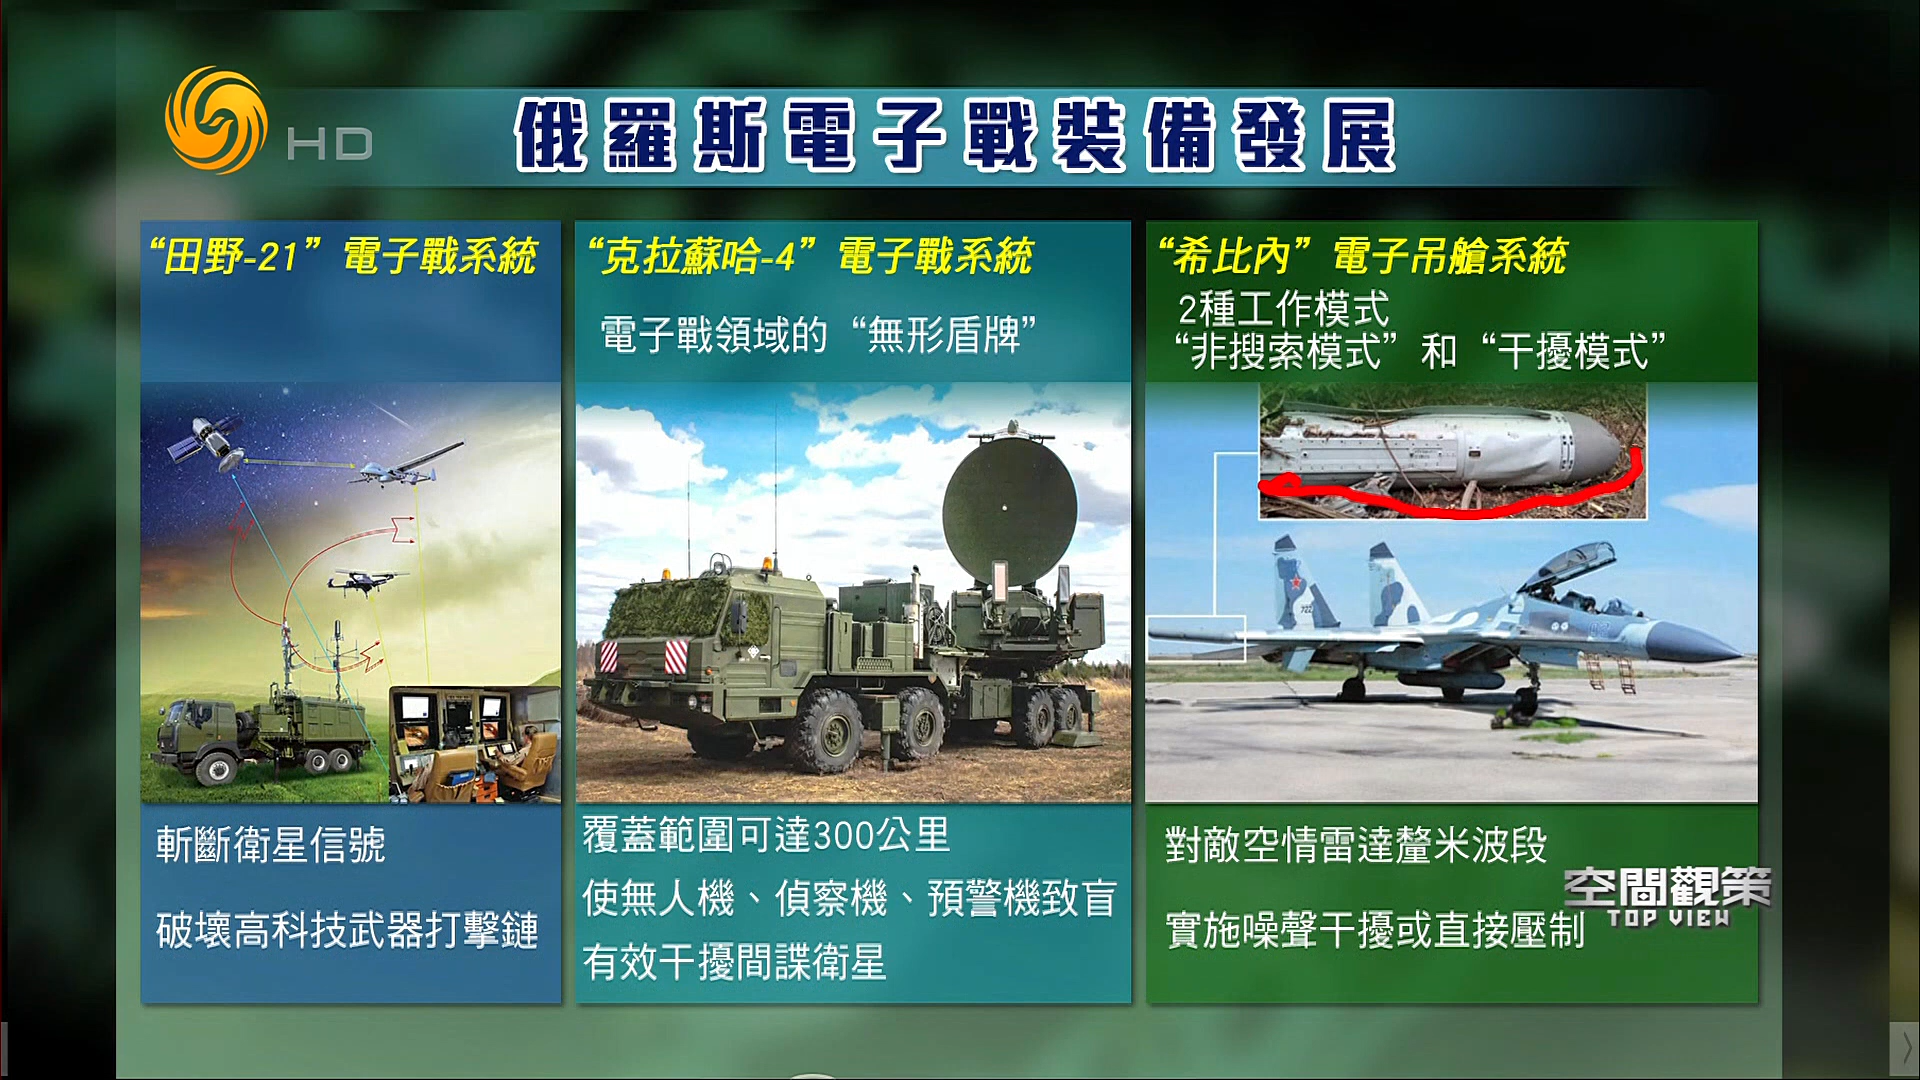 HD
俄羅斯電子戰裝備發展
“田野-21”電子戰系統
斬斷衛星信號
破壞高科技武器打擊鏈
“克拉蘇哈-4”電子戰系統
電子戰領域的“無形盾牌”
覆蓋範圍可達300公里
使無人機、偵察機、預警機致盲
有效干擾間諜衛星
“希比內”電子吊艙系統
2種工作模式
“非搜索模式”和“干擾模式”
對敵空情雷達釐米波段
實施噪聲干擾或直接壓制
空間觀策
TOP VIEW